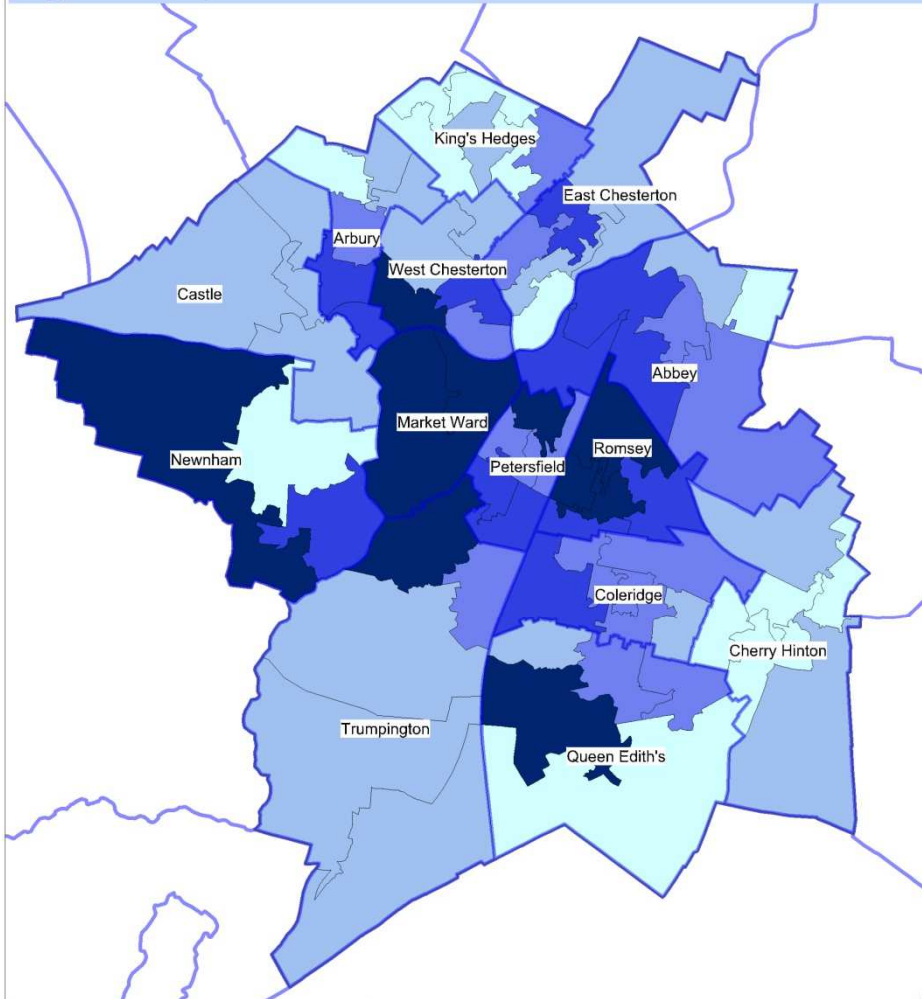 King's Hedges
East Chesterton
Arbury
West Chesterton
Castle
Abbey
Market Ward
Romsey
Newnham
Petersfield
Coleridge
Cherry Hinton
Trumpington
Queen Edith's